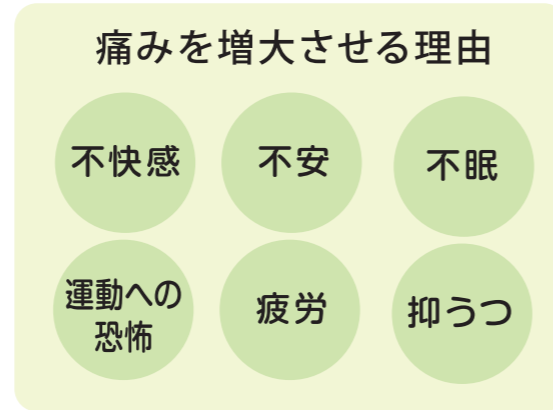 痛みを増大させる理由
不快感
不安
不眠
運動への
恐怖
疲労
抑うつ